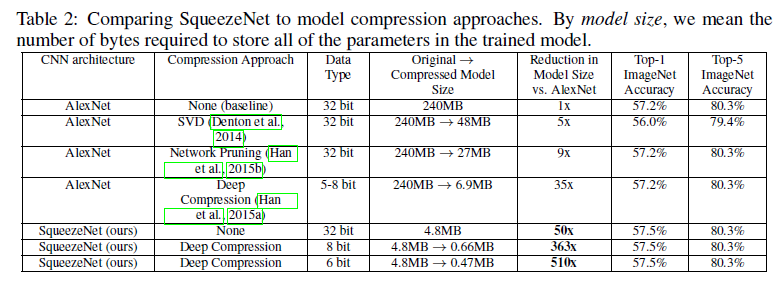 Table 2: Comparing SqueezeNet to model compression approaches. By model size, we mean the
number of bytes required to store all of the parameters in the trained model.
CNN architecture Compression Approach Data Type Original → Compressed Model Size Reduction in Model Size vs. AlexNet Top-1 ImageNet Accuracy Top-5 ImageNet Accuracy
AlexNet None (baseline) 32 bit 240MB 1x 57.2% 80.3%
AlexNet SVD (Denton et al., 2014) 32 bit 240MB → 48MB 5x 56.0% 79.4%
AlexNet Network Pruning (Han et al., 2015b) 32 bit 240MB → 27MB 9x 57.2% 80.3%
AlexNet Deep Compression (Han et al., 2015a) 5-8 bit 240MB → 6.9MB 35x 57.2% 80.3%
SqueezeNet (ours) None 32 bit 4.8MB 50x 57.5% 80.3%
SqueezeNet (ours) Deep Compression 8 bit 4.8MB → 0.66MB 363x 57.5% 80.3%
SqueezeNet (ours) Deep Compression 6 bit 4.8MB → 0.47MB 510x 57.5% 80.3%